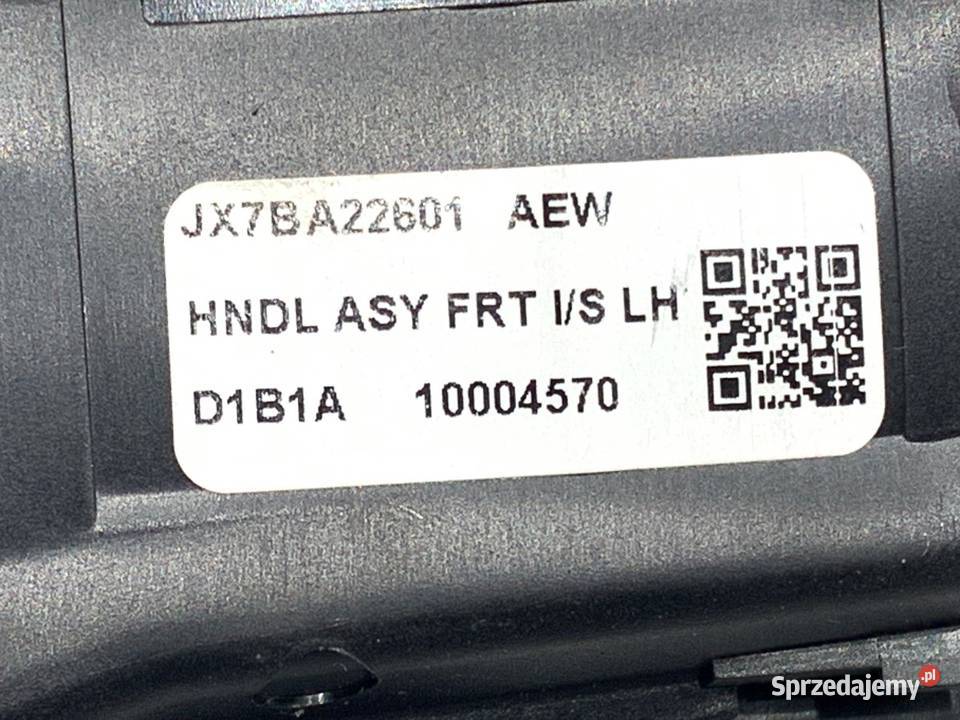 JX7BA22601 AEW
HNDL ASY FRT I/S LH
D1B1A 10004570
Sprzedajemy.pl